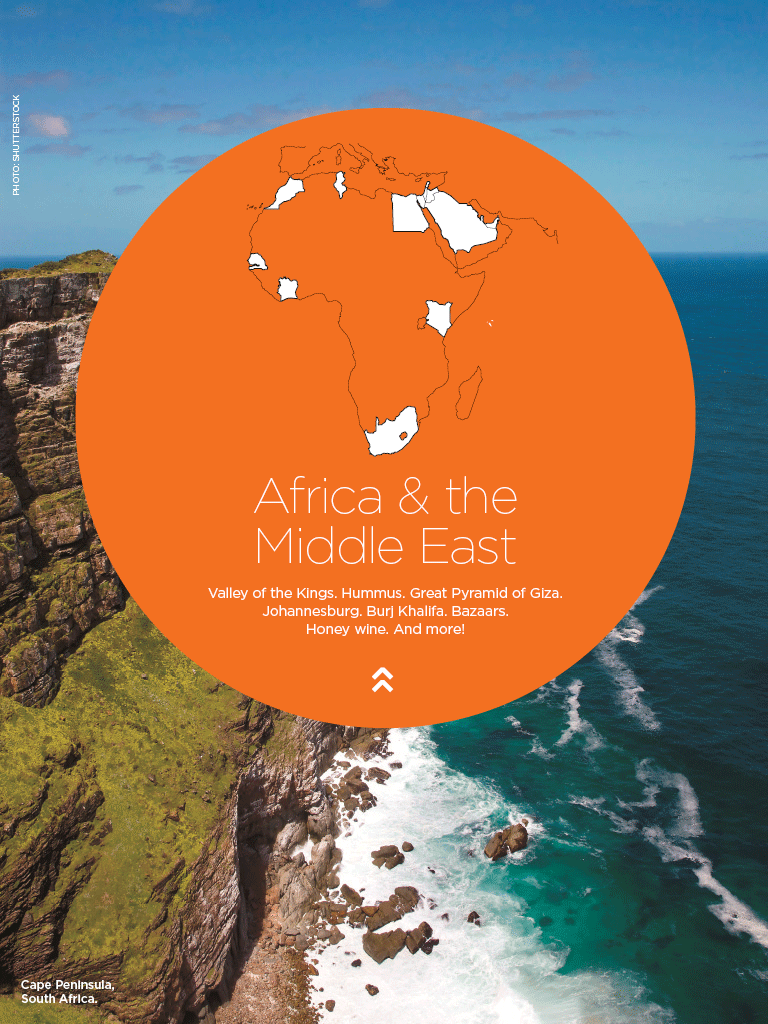 PHOTO: SHUTTERSTOCK
Africa & the
Middle East
Valley of the Kings. Hummus. Great Pyramid of Giza.
Johannesburg. Burj Khalifa. Bazaars.
Honey wine. And more!
Cape Peninsula,
South Africa.